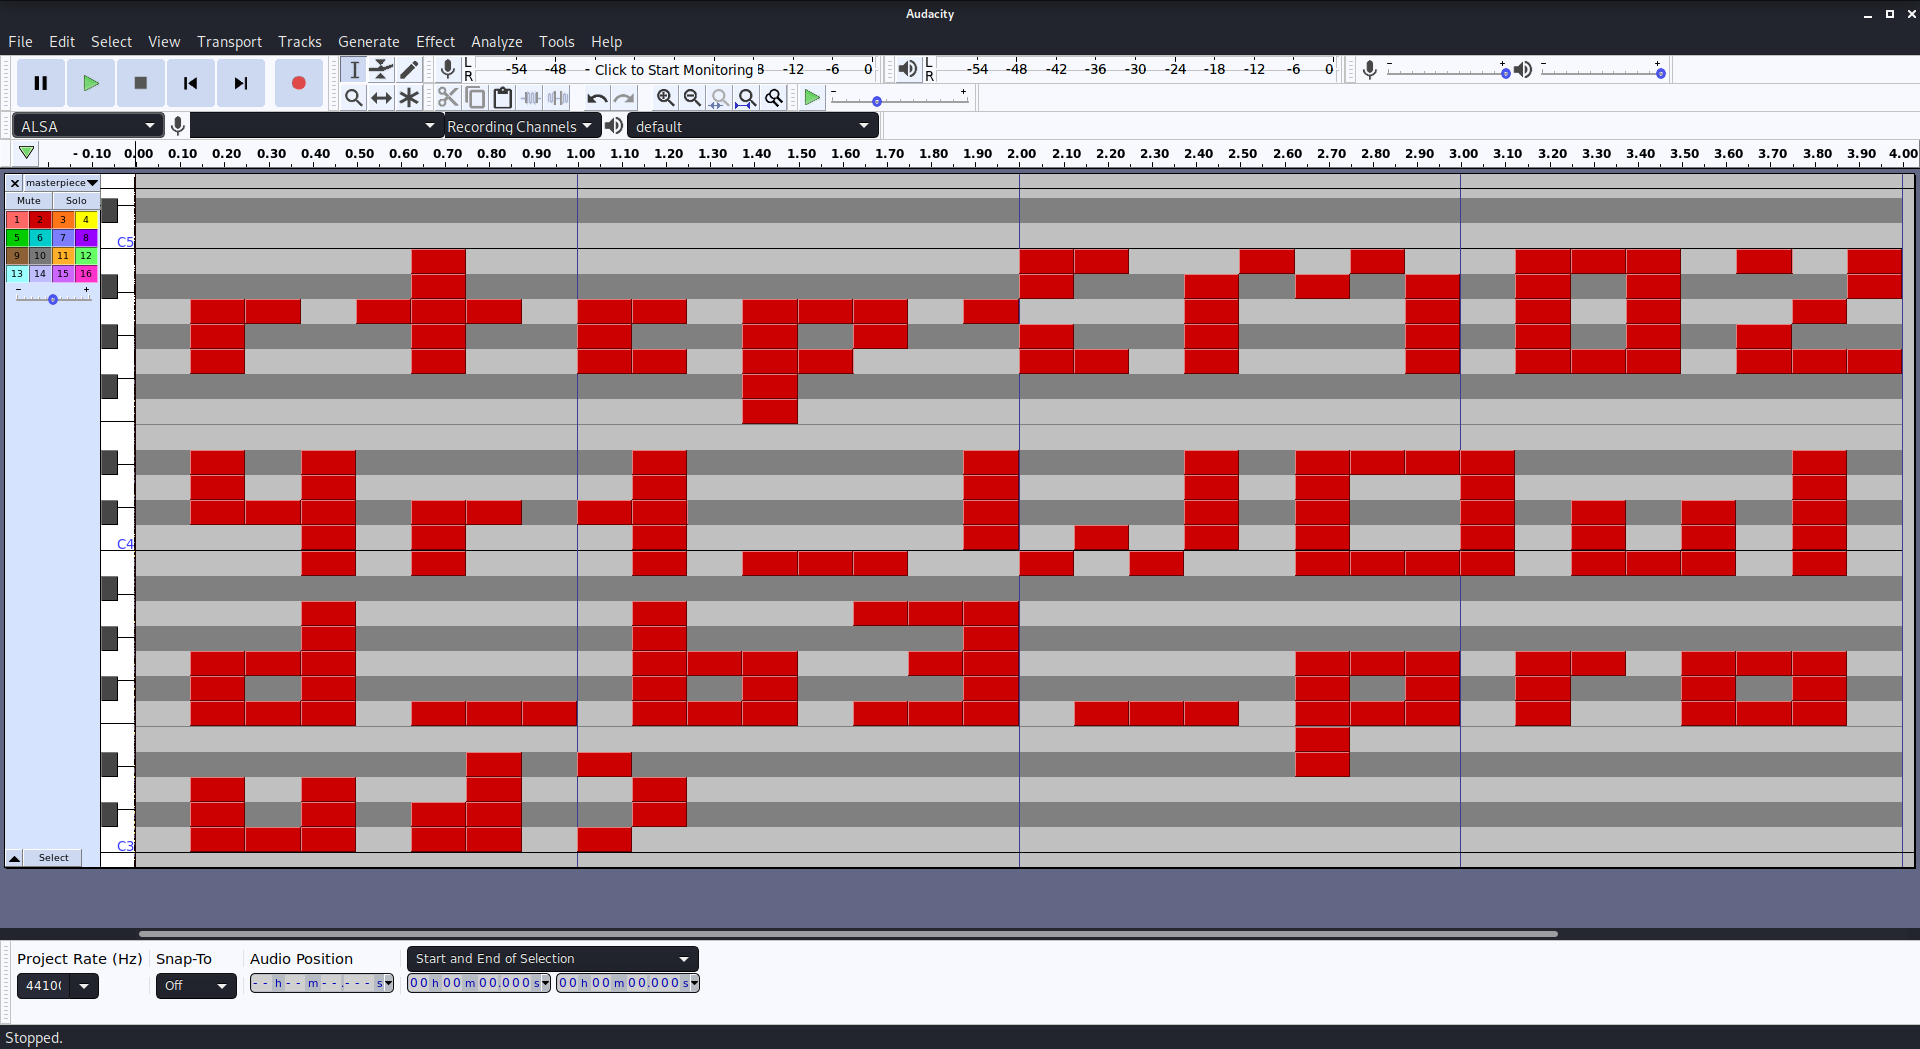 Audacity
File Edit Select View Transport Tracks Generate Effect Analyze Tools Help
L R -54 -48 - Click to Start Monitoring 8 -12 -6 0 L R -54 -48 -42 -36 -30 -24 -18 -12 -6 0 - + - +
- +
ALSA Recording Channels default
- 0.10 0.00 0.10 0.20 0.30 0.40 0.50 0.60 0.70 0.80 0.90 1.00 1.10 1.20 1.30 1.40 1.50 1.60 1.70 1.80 1.90 2.00 2.10 2.20 2.30 2.40 2.50 2.60 2.70 2.80 2.90 3.00 3.10 3.20 3.30 3.40 3.50 3.60 3.70 3.80 3.90 4.00
masterpiece
Mute Solo
1 2 3 4
5 6 7 8
9 10 11 12
13 14 15 16
- +
C5
C4
C3
rtcp{MOZ
4rt_WOul
d_b3_pro
ud}
Select
Project Rate (Hz) Snap-To Audio Position Start and End of Selection
44100 Off - - h - - m - - . - - - s 00 h 00 m 00.000 s 00 h 00 m 00.000 s
Stopped.